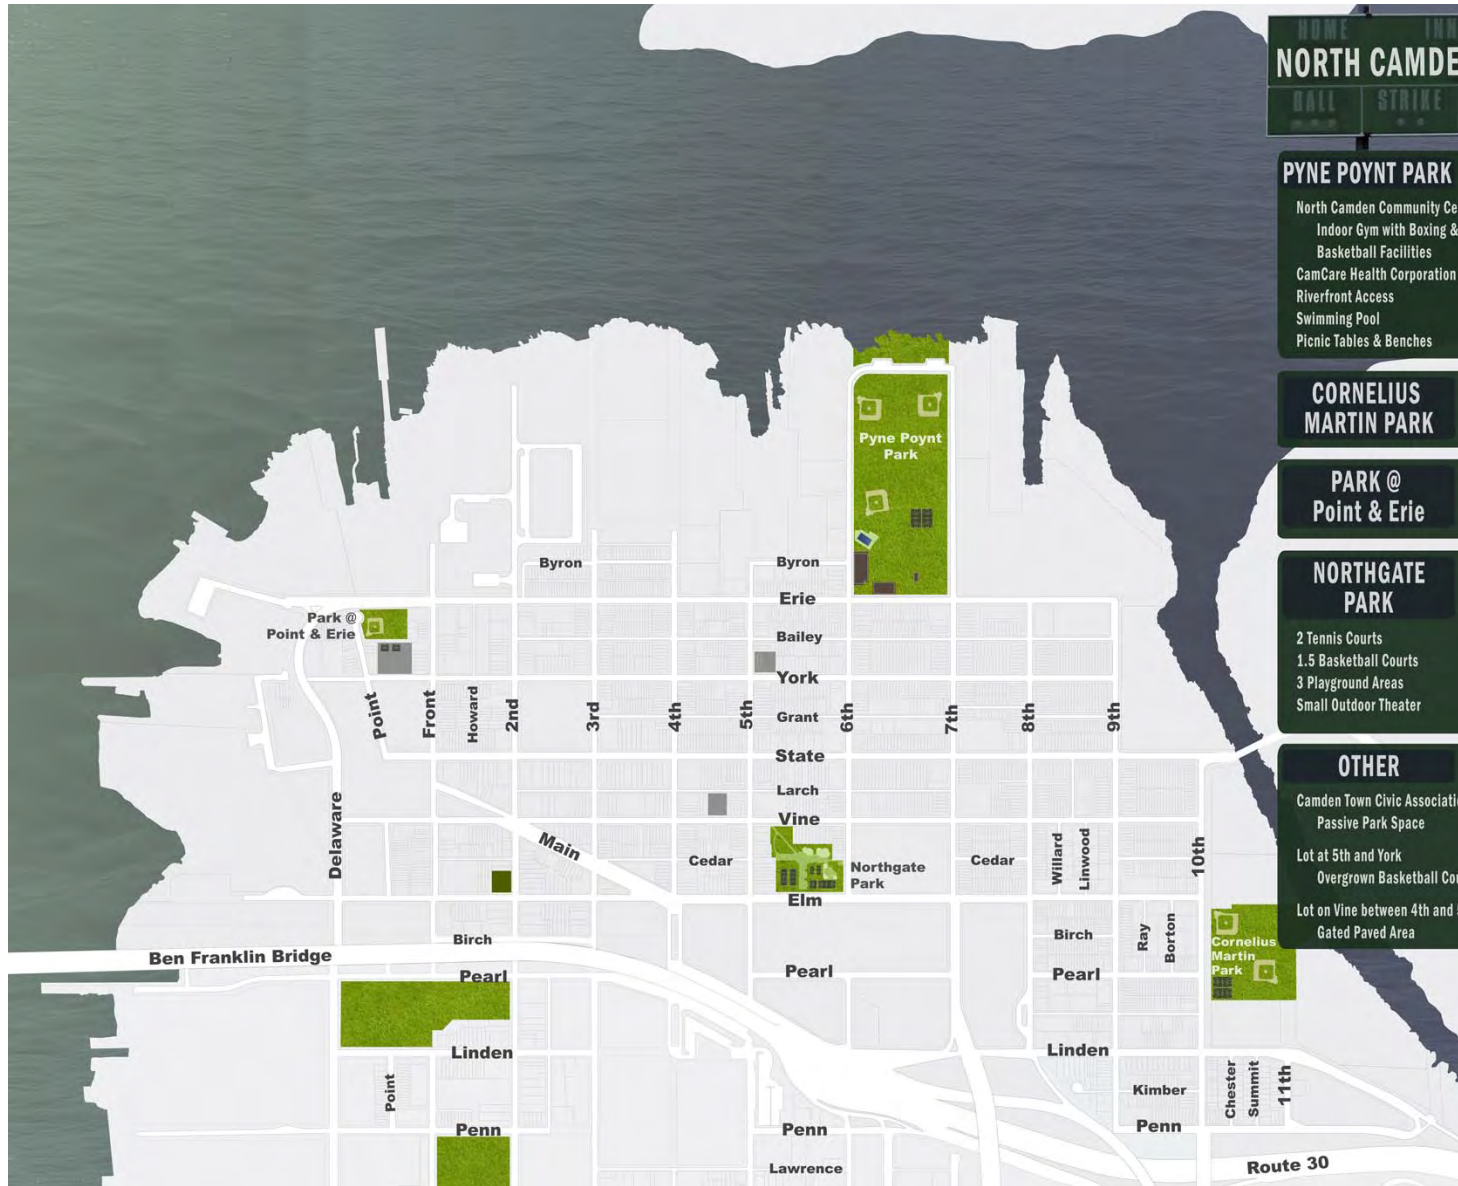 HOME INN
NORTH CAMDE
BALL STRIKE
PYNE POYNT PARK
North Camden Community Ce
Indoor Gym with Boxing &
Basketball Facilities
CamCare Health Corporation
Riverfront Access
Swimming Pool
Picnic Tables & Benches
CORNELIUS
MARTIN PARK
PARK @
Point & Erie
NORTHGATE
PARK
2 Tennis Courts
1.5 Basketball Courts
3 Playground Areas
Small Outdoor Theater
OTHER
Camden Town Civic Associati
Passive Park Space
Lot at 5th and York
Overgrown Basketball Co
Lot on Vine between 4th and 5
Gated Paved Area
Pyne Poynt
Park
Byron
Byron
Erie
Park @
Point & Erie
Bailey
York
Point
Front
Howard
2nd
3rd
4th
5th
Grant
6th
7th
8th
9th
State
Larch
Vine
Delaware
Main
Cedar
Northgate
Park
Cedar
Willard
Linwood
10th
Elm
Birch
Birch
Ray
Borton
Cornelius
Martin
Park
Ben Franklin Bridge
Pearl
Pearl
Pearl
Linden
Linden
Point
Kimber
Chester
Summit
11th
Penn
Penn
Penn
Lawrence
Route 30